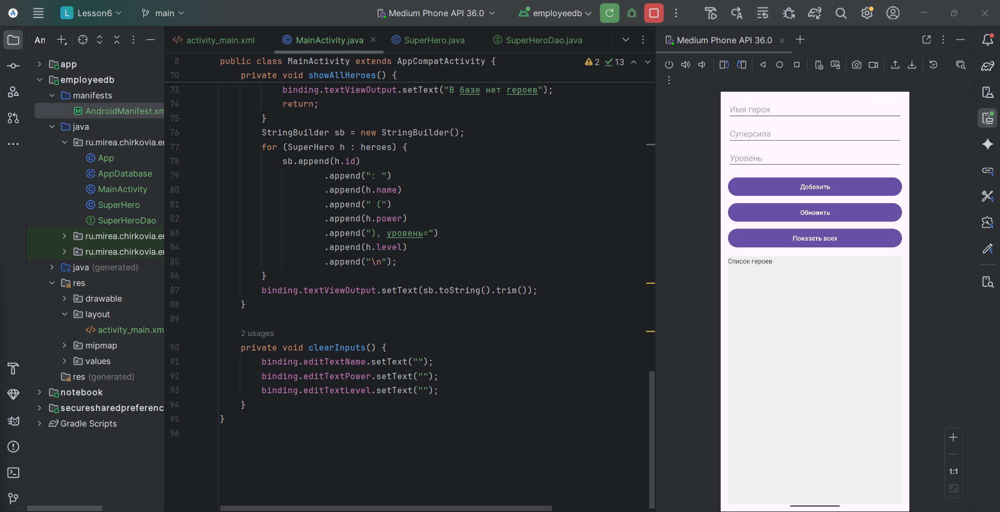 L Lesson6 main Medium Phone API 36.0 employeedb
An activity_main.xml MainActivity.java SuperHero.java SuperHeroDao.java Medium Phone API 36.0
app
employeedb
manifests
AndroidManifest.xm
java
ru.mirea.chirkovia.er
App
AppDatabase
MainActivity
SuperHero
SuperHeroDao
ru.mirea.chirkovia.er
ru.mirea.chirkovia.er
java (generated)
res
drawable
layout
activity_main.xm
mipmap
values
res (generated)
notebook
securesharedpreferenc
Gradle Scripts
8 public class MainActivity extends AppCompatActivity { 2 13
70 private void showAllHeroes() {
73 binding.textViewOutput.setText("В базе нет героев");
74 return;
75 }
76 StringBuilder sb = new StringBuilder();
77 for (SuperHero h : heroes) {
78 sb.append(h.id)
79 .append(": ")
80 .append(h.name)
81 .append(" (")
82 .append(h.power)
83 .append("), уровень=")
84 .append(h.level)
85 .append("\n");
86 }
87 binding.textViewOutput.setText(sb.toString().trim());
88 }
89
2 usages
90 private void clearInputs() {
91 binding.editTextName.setText("");
92 binding.editTextPower.setText("");
93 binding.editTextLevel.setText("");
94 }
95 }
96
Имя героя
Суперсила
Уровень
Добавить
Обновить
Показать всех
Список героев
1:1